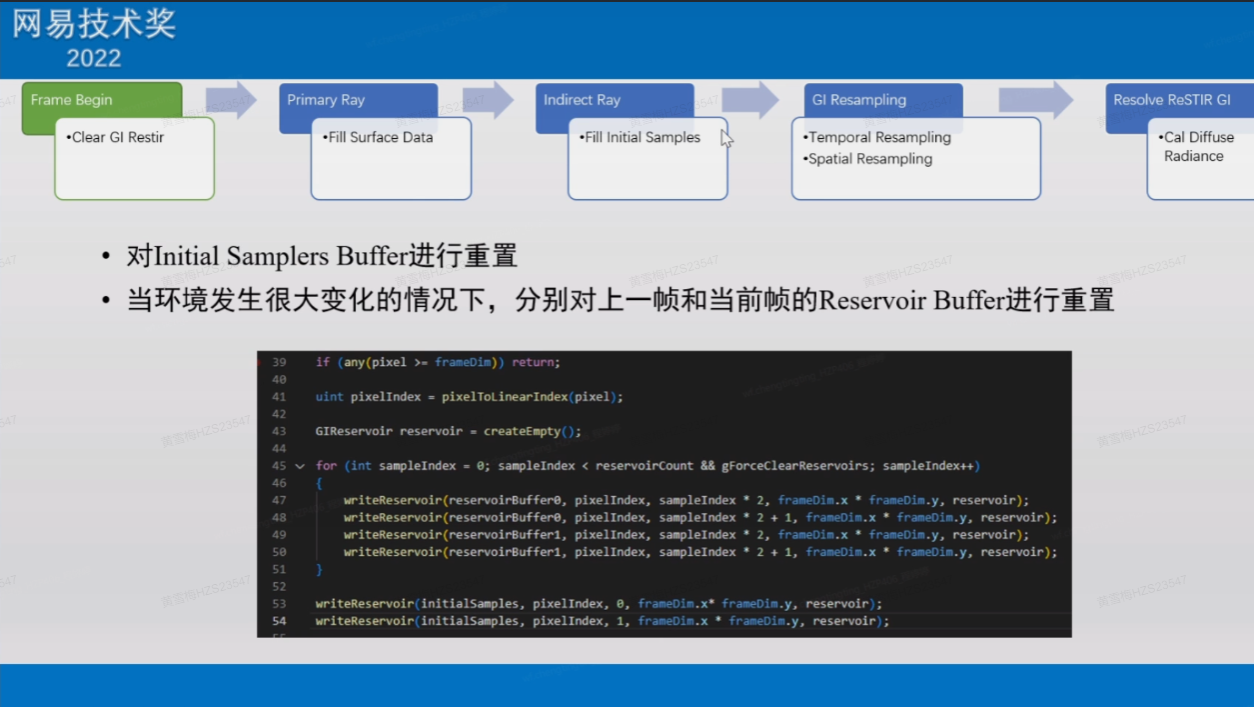 网易技术奖
2022
Frame Begin
•Clear GI Restir
Primary Ray
•Fill Surface Data
Indirect Ray
•Fill Initial Samples
GI Resampling
•Temporal Resampling
•Spatial Resampling
Resolve ReSTIR GI
•Cal Diffuse
Radiance
• 对Initial Samplers Buffer进行重置
• 当环境发生很大变化的情况下，分别对上一帧和当前帧的Reservoir Buffer进行重置
39 if (any(pixel >= frameDim)) return;
40
41 uint pixelIndex = pixelToLinearIndex(pixel);
42
43 GIReservoir reservoir = createEmpty();
44
45 for (int sampleIndex = 0; sampleIndex < reservoirCount && gForceClearReservoirs; sampleIndex++)
46 {
47 writeReservoir(reservoirBuffer0, pixelIndex, sampleIndex * 2, frameDim.x * frameDim.y, reservoir);
48 writeReservoir(reservoirBuffer0, pixelIndex, sampleIndex * 2 + 1, frameDim.x * frameDim.y, reservoir);
49 writeReservoir(reservoirBuffer1, pixelIndex, sampleIndex * 2, frameDim.x * frameDim.y, reservoir);
50 writeReservoir(reservoirBuffer1, pixelIndex, sampleIndex * 2 + 1, frameDim.x * frameDim.y, reservoir);
51 }
52
53 writeReservoir(initialSamples, pixelIndex, 0, frameDim.x* frameDim.y, reservoir);
54 writeReservoir(initialSamples, pixelIndex, 1, frameDim.x * frameDim.y, reservoir);